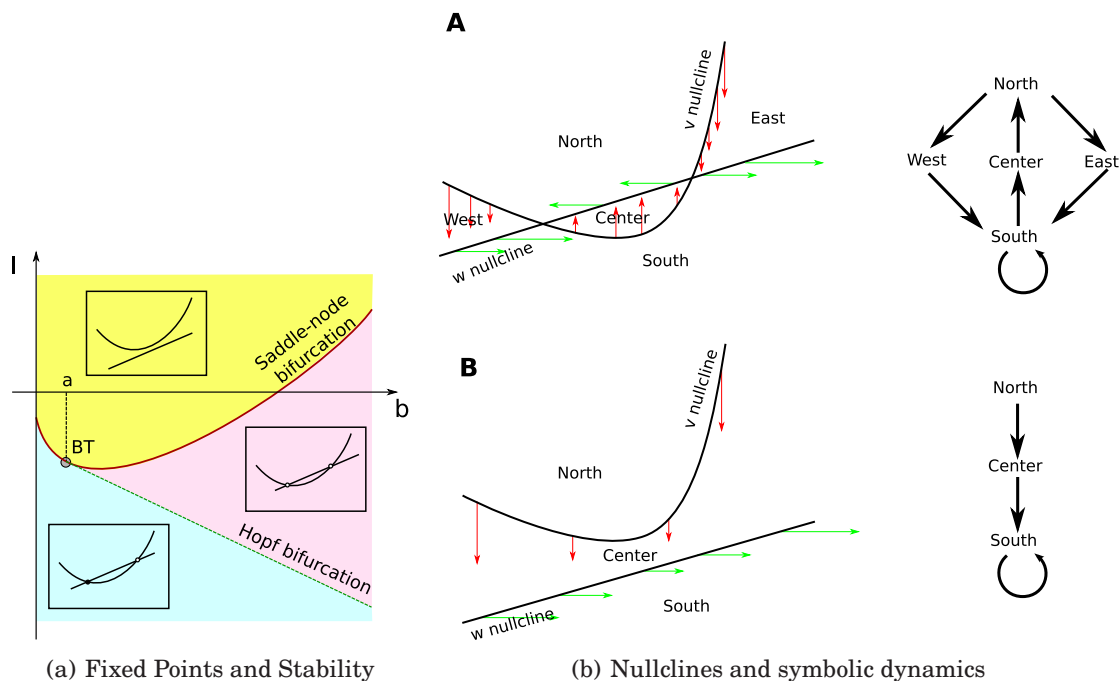 I
a
b
BT
Saddle-node
bifurcation
Hopf bifurcation
(a) Fixed Points and Stability
A
North
v nullcline
East
West
Center
w nullcline
South
North
West
Center
East
South
B
North
v nullcline
Center
South
w nullcline
North
Center
South
(b) Nullclines and symbolic dynamics